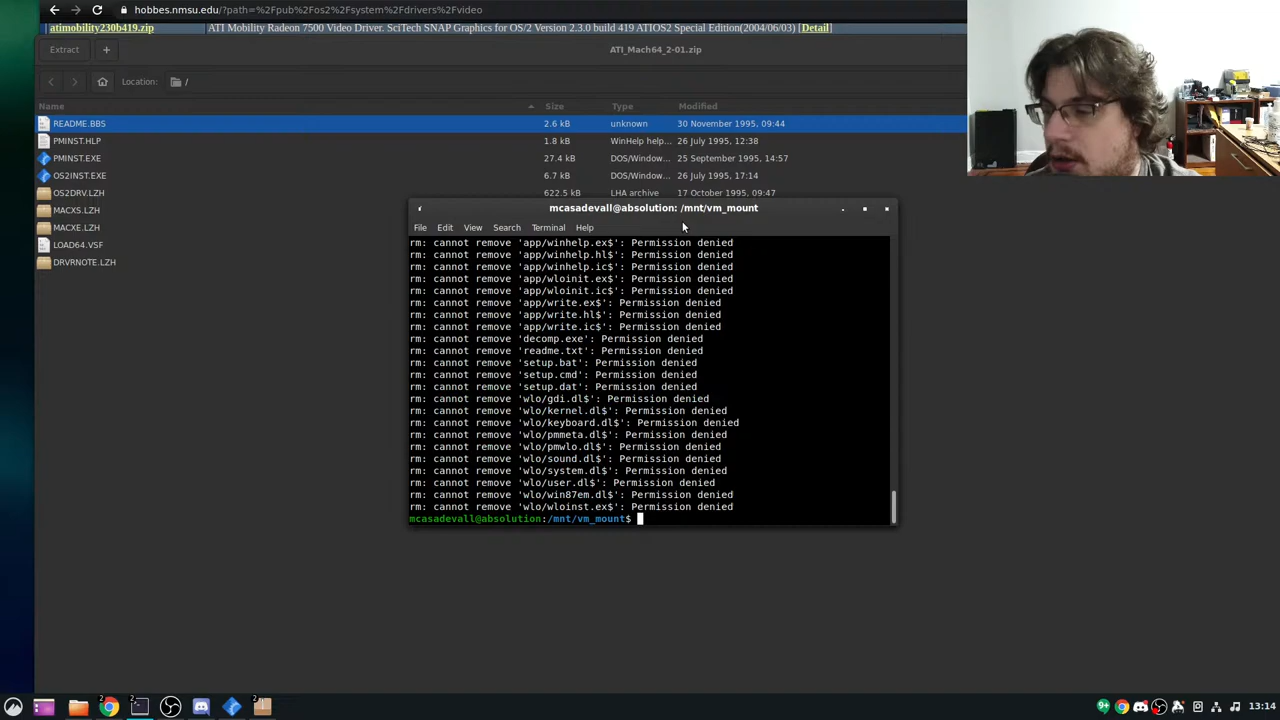 hobbes.nmsu.edu/?path=%2Fpub%2Fos2%2Fsystem%2Fdrivers%2Fvideo
atimobility230b419.zip ATI Mobility Radeon 7500 Video Driver. SciTech SNAP Graphics for OS/2 Version 2.3.0 build 419 ATIOS2 Special Edition(2004/06/03) [Detail]
Extract + ATI_Mach64_2-01.zip
Location: /
Name Size Type Modified
README.BBS 2.6 kB unknown 30 November 1995, 09:44
PMINST.HLP 1.8 kB WinHelp help... 26 July 1995, 12:38
PMINST.EXE 27.4 kB DOS/Window... 25 September 1995, 14:57
OS2INST.EXE 6.7 kB DOS/Window... 26 July 1995, 17:14
OS2DRV.LZH 622.5 kB LHA archive 17 October 1995, 09:47
MACXS.LZH
MACXE.LZH
LOAD64.VSF
DRVRNOTE.LZH
mcasadevall@absolution: /mnt/vm_mount
File Edit View Search Terminal Help
rm: cannot remove 'app/winhelp.ex$': Permission denied
rm: cannot remove 'app/winhelp.hl$': Permission denied
rm: cannot remove 'app/winhelp.ic$': Permission denied
rm: cannot remove 'app/wloinit.ex$': Permission denied
rm: cannot remove 'app/wloinit.ic$': Permission denied
rm: cannot remove 'app/write.ex$': Permission denied
rm: cannot remove 'app/write.hl$': Permission denied
rm: cannot remove 'app/write.ic$': Permission denied
rm: cannot remove 'decomp.exe': Permission denied
rm: cannot remove 'readme.txt': Permission denied
rm: cannot remove 'setup.bat': Permission denied
rm: cannot remove 'setup.cmd': Permission denied
rm: cannot remove 'setup.dat': Permission denied
rm: cannot remove 'wlo/gdi.dl$': Permission denied
rm: cannot remove 'wlo/kernel.dl$': Permission denied
rm: cannot remove 'wlo/keyboard.dl$': Permission denied
rm: cannot remove 'wlo/pmmeta.dl$': Permission denied
rm: cannot remove 'wlo/pmwlo.dl$': Permission denied
rm: cannot remove 'wlo/sound.dl$': Permission denied
rm: cannot remove 'wlo/system.dl$': Permission denied
rm: cannot remove 'wlo/user.dl$': Permission denied
rm: cannot remove 'wlo/win87em.dl$': Permission denied
rm: cannot remove 'wlo/wloinst.ex$': Permission denied
mcasadevall@absolution:/mnt/vm_mount$
2 2 2 9+ 13:14